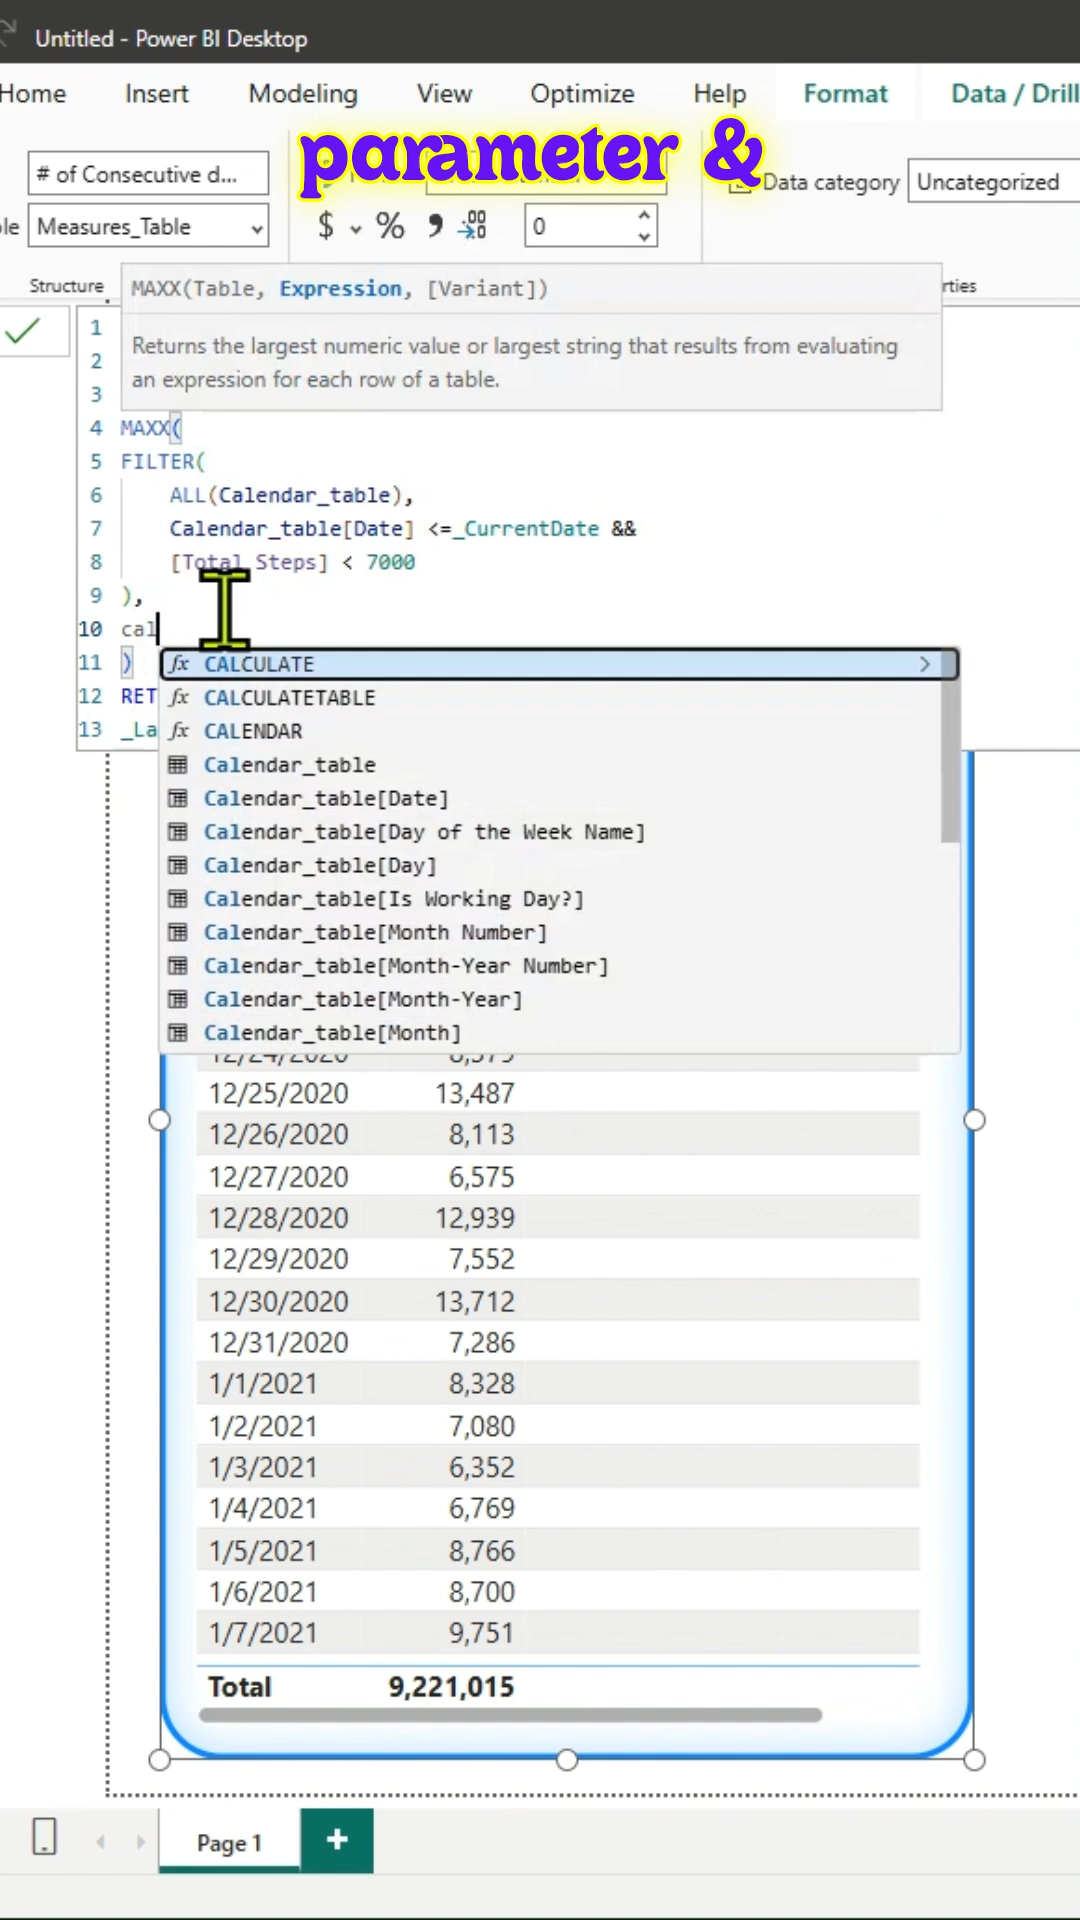 Untitled - Power BI Desktop
Home Insert Modeling View Optimize Help Format Data / Drill
parameter &
# of Consecutive d...
Data category Uncategorized
le Measures_Table
$ % 0
Structure
rties
MAXX(Table, Expression, [Variant])
Returns the largest numeric value or largest string that results from evaluating
an expression for each row of a table.
1
2
3
4 MAXX(
5 FILTER(
6 ALL(Calendar_table),
7 Calendar_table[Date] <=_CurrentDate &&
8 [Total Steps] < 7000
9 ),
10 cal
11 )
12 RET
13 _La
fx CALCULATE >
fx CALCULATETABLE
fx CALENDAR
Calendar_table
Calendar_table[Date]
Calendar_table[Day of the Week Name]
Calendar_table[Day]
Calendar_table[Is Working Day?]
Calendar_table[Month Number]
Calendar_table[Month-Year Number]
Calendar_table[Month-Year]
Calendar_table[Month]
12/24/2020
12/25/2020 13,487
12/26/2020 8,113
12/27/2020 6,575
12/28/2020 12,939
12/29/2020 7,552
12/30/2020 13,712
12/31/2020 7,286
1/1/2021 8,328
1/2/2021 7,080
1/3/2021 6,352
1/4/2021 6,769
1/5/2021 8,766
1/6/2021 8,700
1/7/2021 9,751
Total 9,221,015
Page 1 +